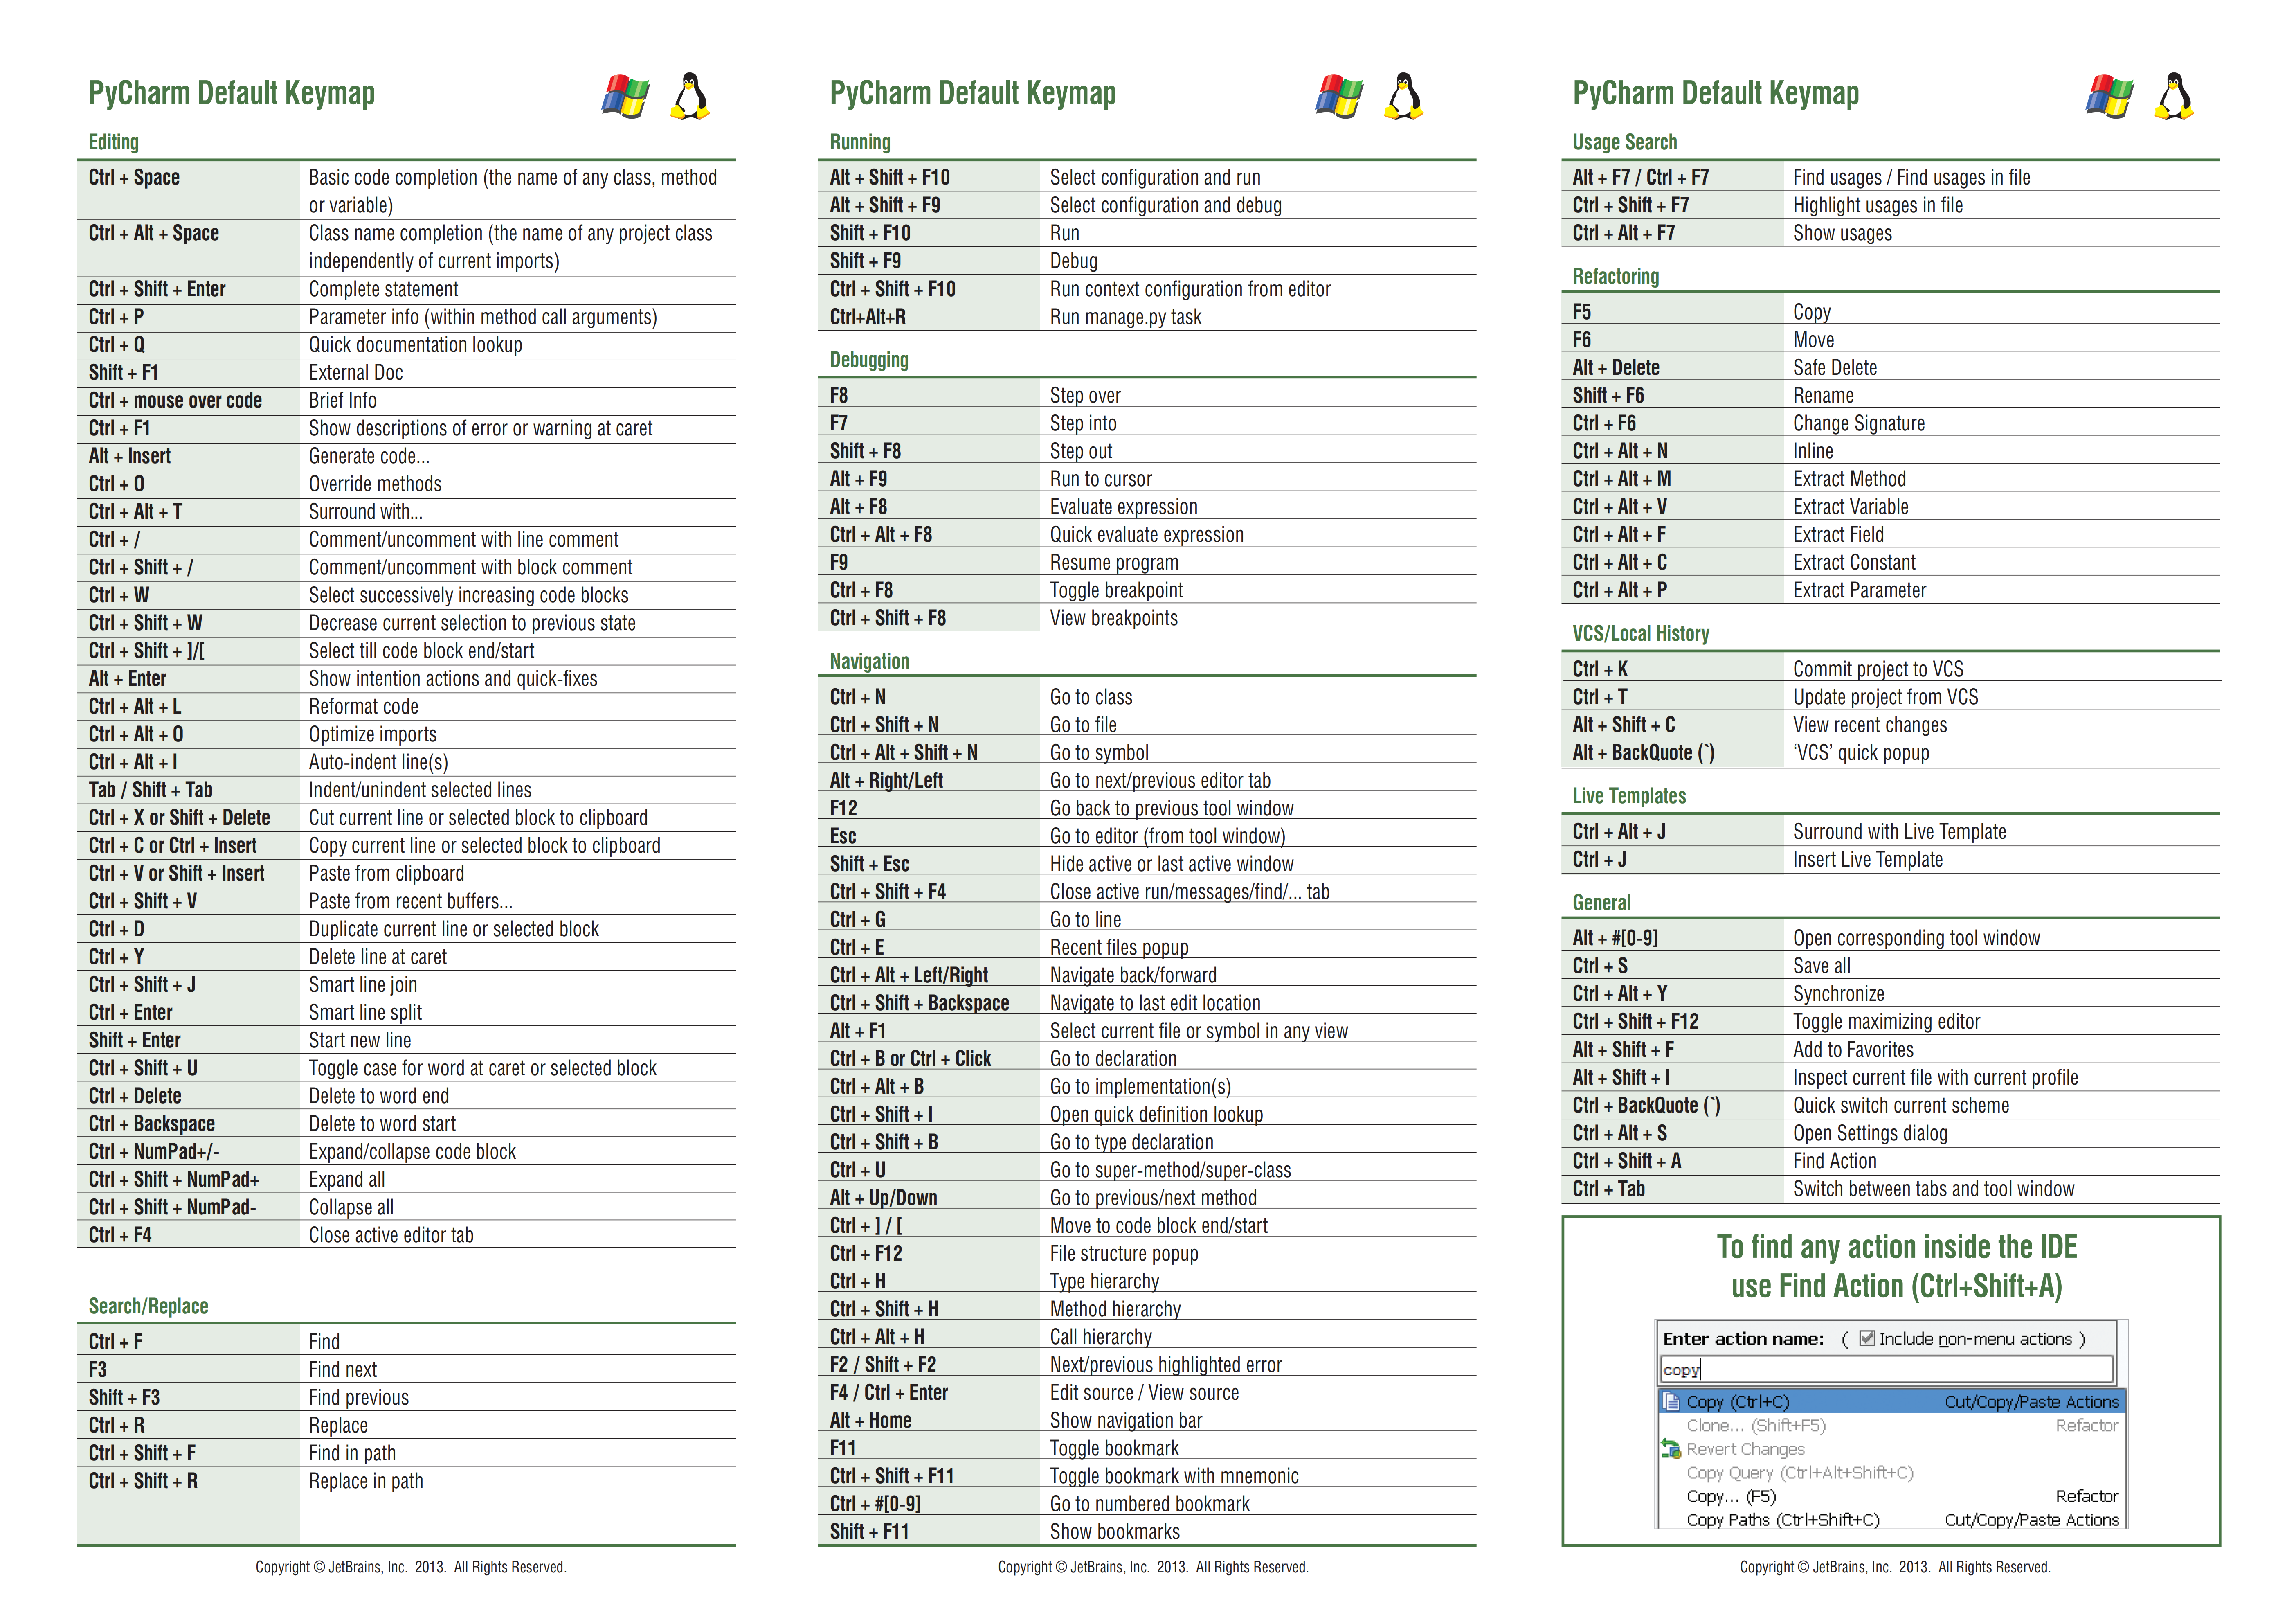 PyCharm Default Keymap
Editing
Ctrl + Space Basic code completion (the name of any class, method
or variable)
Ctrl + Alt + Space Class name completion (the name of any project class
independently of current imports)
Ctrl + Shift + Enter Complete statement
Ctrl + P Parameter info (within method call arguments)
Ctrl + Q Quick documentation lookup
Shift + F1 External Doc
Ctrl + mouse over code Brief Info
Ctrl + F1 Show descriptions of error or warning at caret
Alt + Insert Generate code...
Ctrl + O Override methods
Ctrl + Alt + T Surround with...
Ctrl + / Comment/uncomment with line comment
Ctrl + Shift + / Comment/uncomment with block comment
Ctrl + W Select successively increasing code blocks
Ctrl + Shift + W Decrease current selection to previous state
Ctrl + Shift + ]/[ Select till code block end/start
Alt + Enter Show intention actions and quick-fixes
Ctrl + Alt + L Reformat code
Ctrl + Alt + O Optimize imports
Ctrl + Alt + I Auto-indent line(s)
Tab / Shift + Tab Indent/unindent selected lines
Ctrl + X or Shift + Delete Cut current line or selected block to clipboard
Ctrl + C or Ctrl + Insert Copy current line or selected block to clipboard
Ctrl + V or Shift + Insert Paste from clipboard
Ctrl + Shift + V Paste from recent buffers...
Ctrl + D Duplicate current line or selected block
Ctrl + Y Delete line at caret
Ctrl + Shift + J Smart line join
Ctrl + Enter Smart line split
Shift + Enter Start new line
Ctrl + Shift + U Toggle case for word at caret or selected block
Ctrl + Delete Delete to word end
Ctrl + Backspace Delete to word start
Ctrl + NumPad+/- Expand/collapse code block
Ctrl + Shift + NumPad+ Expand all
Ctrl + Shift + NumPad- Collapse all
Ctrl + F4 Close active editor tab
Search/Replace
Ctrl + F Find
F3 Find next
Shift + F3 Find previous
Ctrl + R Replace
Ctrl + Shift + F Find in path
Ctrl + Shift + R Replace in path
Copyright © JetBrains, Inc. 2013. All Rights Reserved.
PyCharm Default Keymap
Running
Alt + Shift + F10 Select configuration and run
Alt + Shift + F9 Select configuration and debug
Shift + F10 Run
Shift + F9 Debug
Ctrl + Shift + F10 Run context configuration from editor
Ctrl+Alt+R Run manage.py task
Debugging
F8 Step over
F7 Step into
Shift + F8 Step out
Alt + F9 Run to cursor
Alt + F8 Evaluate expression
Ctrl + Alt + F8 Quick evaluate expression
F9 Resume program
Ctrl + F8 Toggle breakpoint
Ctrl + Shift + F8 View breakpoints
Navigation
Ctrl + N Go to class
Ctrl + Shift + N Go to file
Ctrl + Alt + Shift + N Go to symbol
Alt + Right/Left Go to next/previous editor tab
F12 Go back to previous tool window
Esc Go to editor (from tool window)
Shift + Esc Hide active or last active window
Ctrl + Shift + F4 Close active run/messages/find/... tab
Ctrl + G Go to line
Ctrl + E Recent files popup
Ctrl + Alt + Left/Right Navigate back/forward
Ctrl + Shift + Backspace Navigate to last edit location
Alt + F1 Select current file or symbol in any view
Ctrl + B or Ctrl + Click Go to declaration
Ctrl + Alt + B Go to implementation(s)
Ctrl + Shift + I Open quick definition lookup
Ctrl + Shift + B Go to type declaration
Ctrl + U Go to super-method/super-class
Alt + Up/Down Go to previous/next method
Ctrl + ] / [ Move to code block end/start
Ctrl + F12 File structure popup
Ctrl + H Type hierarchy
Ctrl + Shift + H Method hierarchy
Ctrl + Alt + H Call hierarchy
F2 / Shift + F2 Next/previous highlighted error
F4 / Ctrl + Enter Edit source / View source
Alt + Home Show navigation bar
F11 Toggle bookmark
Ctrl + Shift + F11 Toggle bookmark with mnemonic
Ctrl + #[0-9] Go to numbered bookmark
Shift + F11 Show bookmarks
Copyright © JetBrains, Inc. 2013. All Rights Reserved.
PyCharm Default Keymap
Usage Search
Alt + F7 / Ctrl + F7 Find usages / Find usages in file
Ctrl + Shift + F7 Highlight usages in file
Ctrl + Alt + F7 Show usages
Refactoring
F5 Copy
F6 Move
Alt + Delete Safe Delete
Shift + F6 Rename
Ctrl + F6 Change Signature
Ctrl + Alt + N Inline
Ctrl + Alt + M Extract Method
Ctrl + Alt + V Extract Variable
Ctrl + Alt + F Extract Field
Ctrl + Alt + C Extract Constant
Ctrl + Alt + P Extract Parameter
VCS/Local History
Ctrl + K Commit project to VCS
Ctrl + T Update project from VCS
Alt + Shift + C View recent changes
Alt + BackQuote (`) ‘VCS’ quick popup
Live Templates
Ctrl + Alt + J Surround with Live Template
Ctrl + J Insert Live Template
General
Alt + #[0-9] Open corresponding tool window
Ctrl + S Save all
Ctrl + Alt + Y Synchronize
Ctrl + Shift + F12 Toggle maximizing editor
Alt + Shift + F Add to Favorites
Alt + Shift + I Inspect current file with current profile
Ctrl + BackQuote (`) Quick switch current scheme
Ctrl + Alt + S Open Settings dialog
Ctrl + Shift + A Find Action
Ctrl + Tab Switch between tabs and tool window
To find any action inside the IDE
use Find Action (Ctrl+Shift+A)
Enter action name: ( Include non-menu actions )
copy
Copy (Ctrl+C) Cut/Copy/Paste Actions
Clone... (Shift+F5) Refactor
Revert Changes
Copy Query (Ctrl+Alt+Shift+C)
Copy... (F5) Refactor
Copy Paths (Ctrl+Shift+C) Cut/Copy/Paste Actions
Copyright © JetBrains, Inc. 2013. All Rights Reserved.